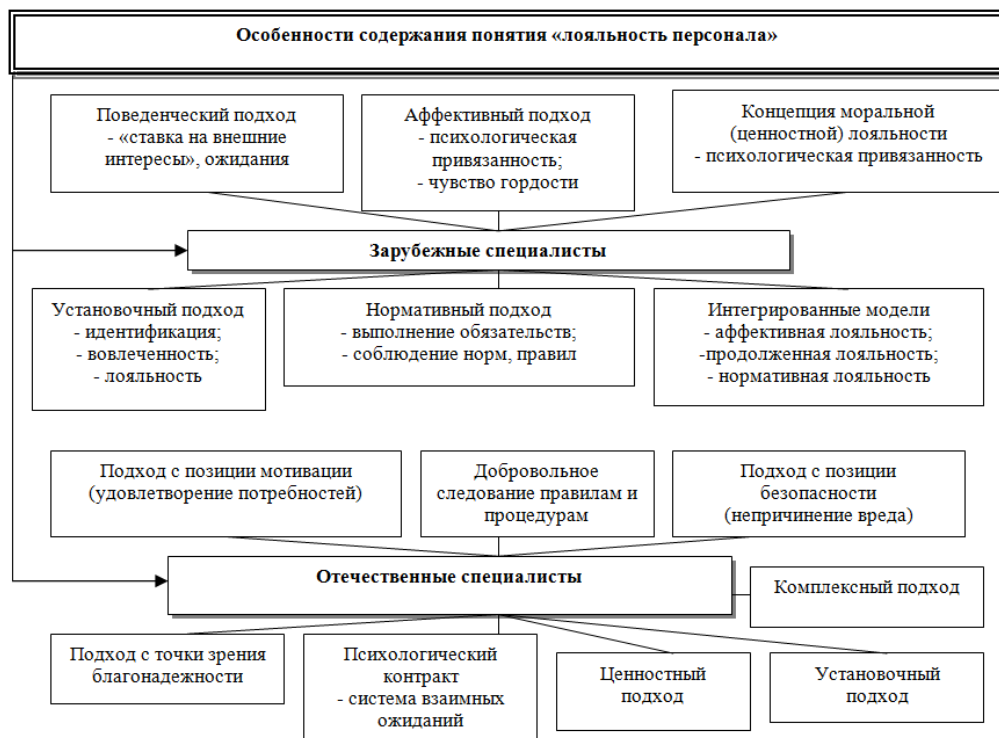 Особенности содержания понятия «лояльность персонала»
Поведенческий подход
- «ставка на внешние
интересы», ожидания
Аффективный подход
- психологическая
привязанность;
- чувство гордости
Концепция моральной
(ценностной) лояльности
- психологическая привязанность
Зарубежные специалисты
Установочный подход
- идентификация;
- вовлеченность;
- лояльность
Нормативный подход
- выполнение обязательств;
- соблюдение норм, правил
Интегрированные модели
- аффективная лояльность;
-продолженная лояльность;
- нормативная лояльность
Подход с позиции мотивации
(удовлетворение потребностей)
Добровольное
следование правилам и
процедурам
Подход с позиции
безопасности
(непричинение вреда)
Отечественные специалисты
Комплексный подход
Подход с точки зрения
благонадежности
Психологический
контракт
- система взаимных
ожиданий
Ценностный
подход
Установочный
подход